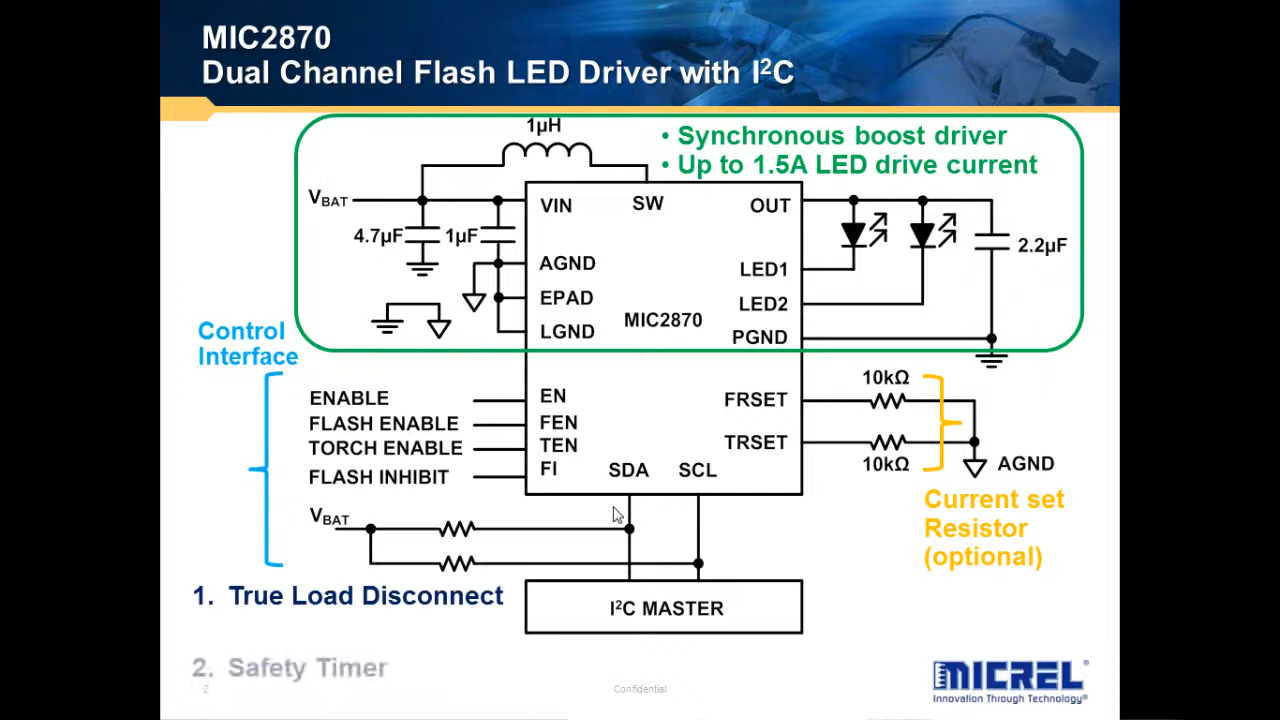 MIC2870
Dual Channel Flash LED Driver with I²C
1µH
• Synchronous boost driver
• Up to 1.5A LED drive current
VBAT
VIN
SW
OUT
4.7µF
1µF
2.2µF
AGND
LED1
EPAD
LED2
MIC2870
LGND
PGND
Control
Interface
ENABLE
EN
FRSET
10kΩ
FLASH ENABLE
FEN
TORCH ENABLE
TEN
TRSET
10kΩ
AGND
FLASH INHIBIT
FI
SDA
SCL
Current set
Resistor
(optional)
VBAT
1. True Load Disconnect
I²C MASTER
2. Safety Timer
2
Confidential
MICREL
Innovation Through Technology®